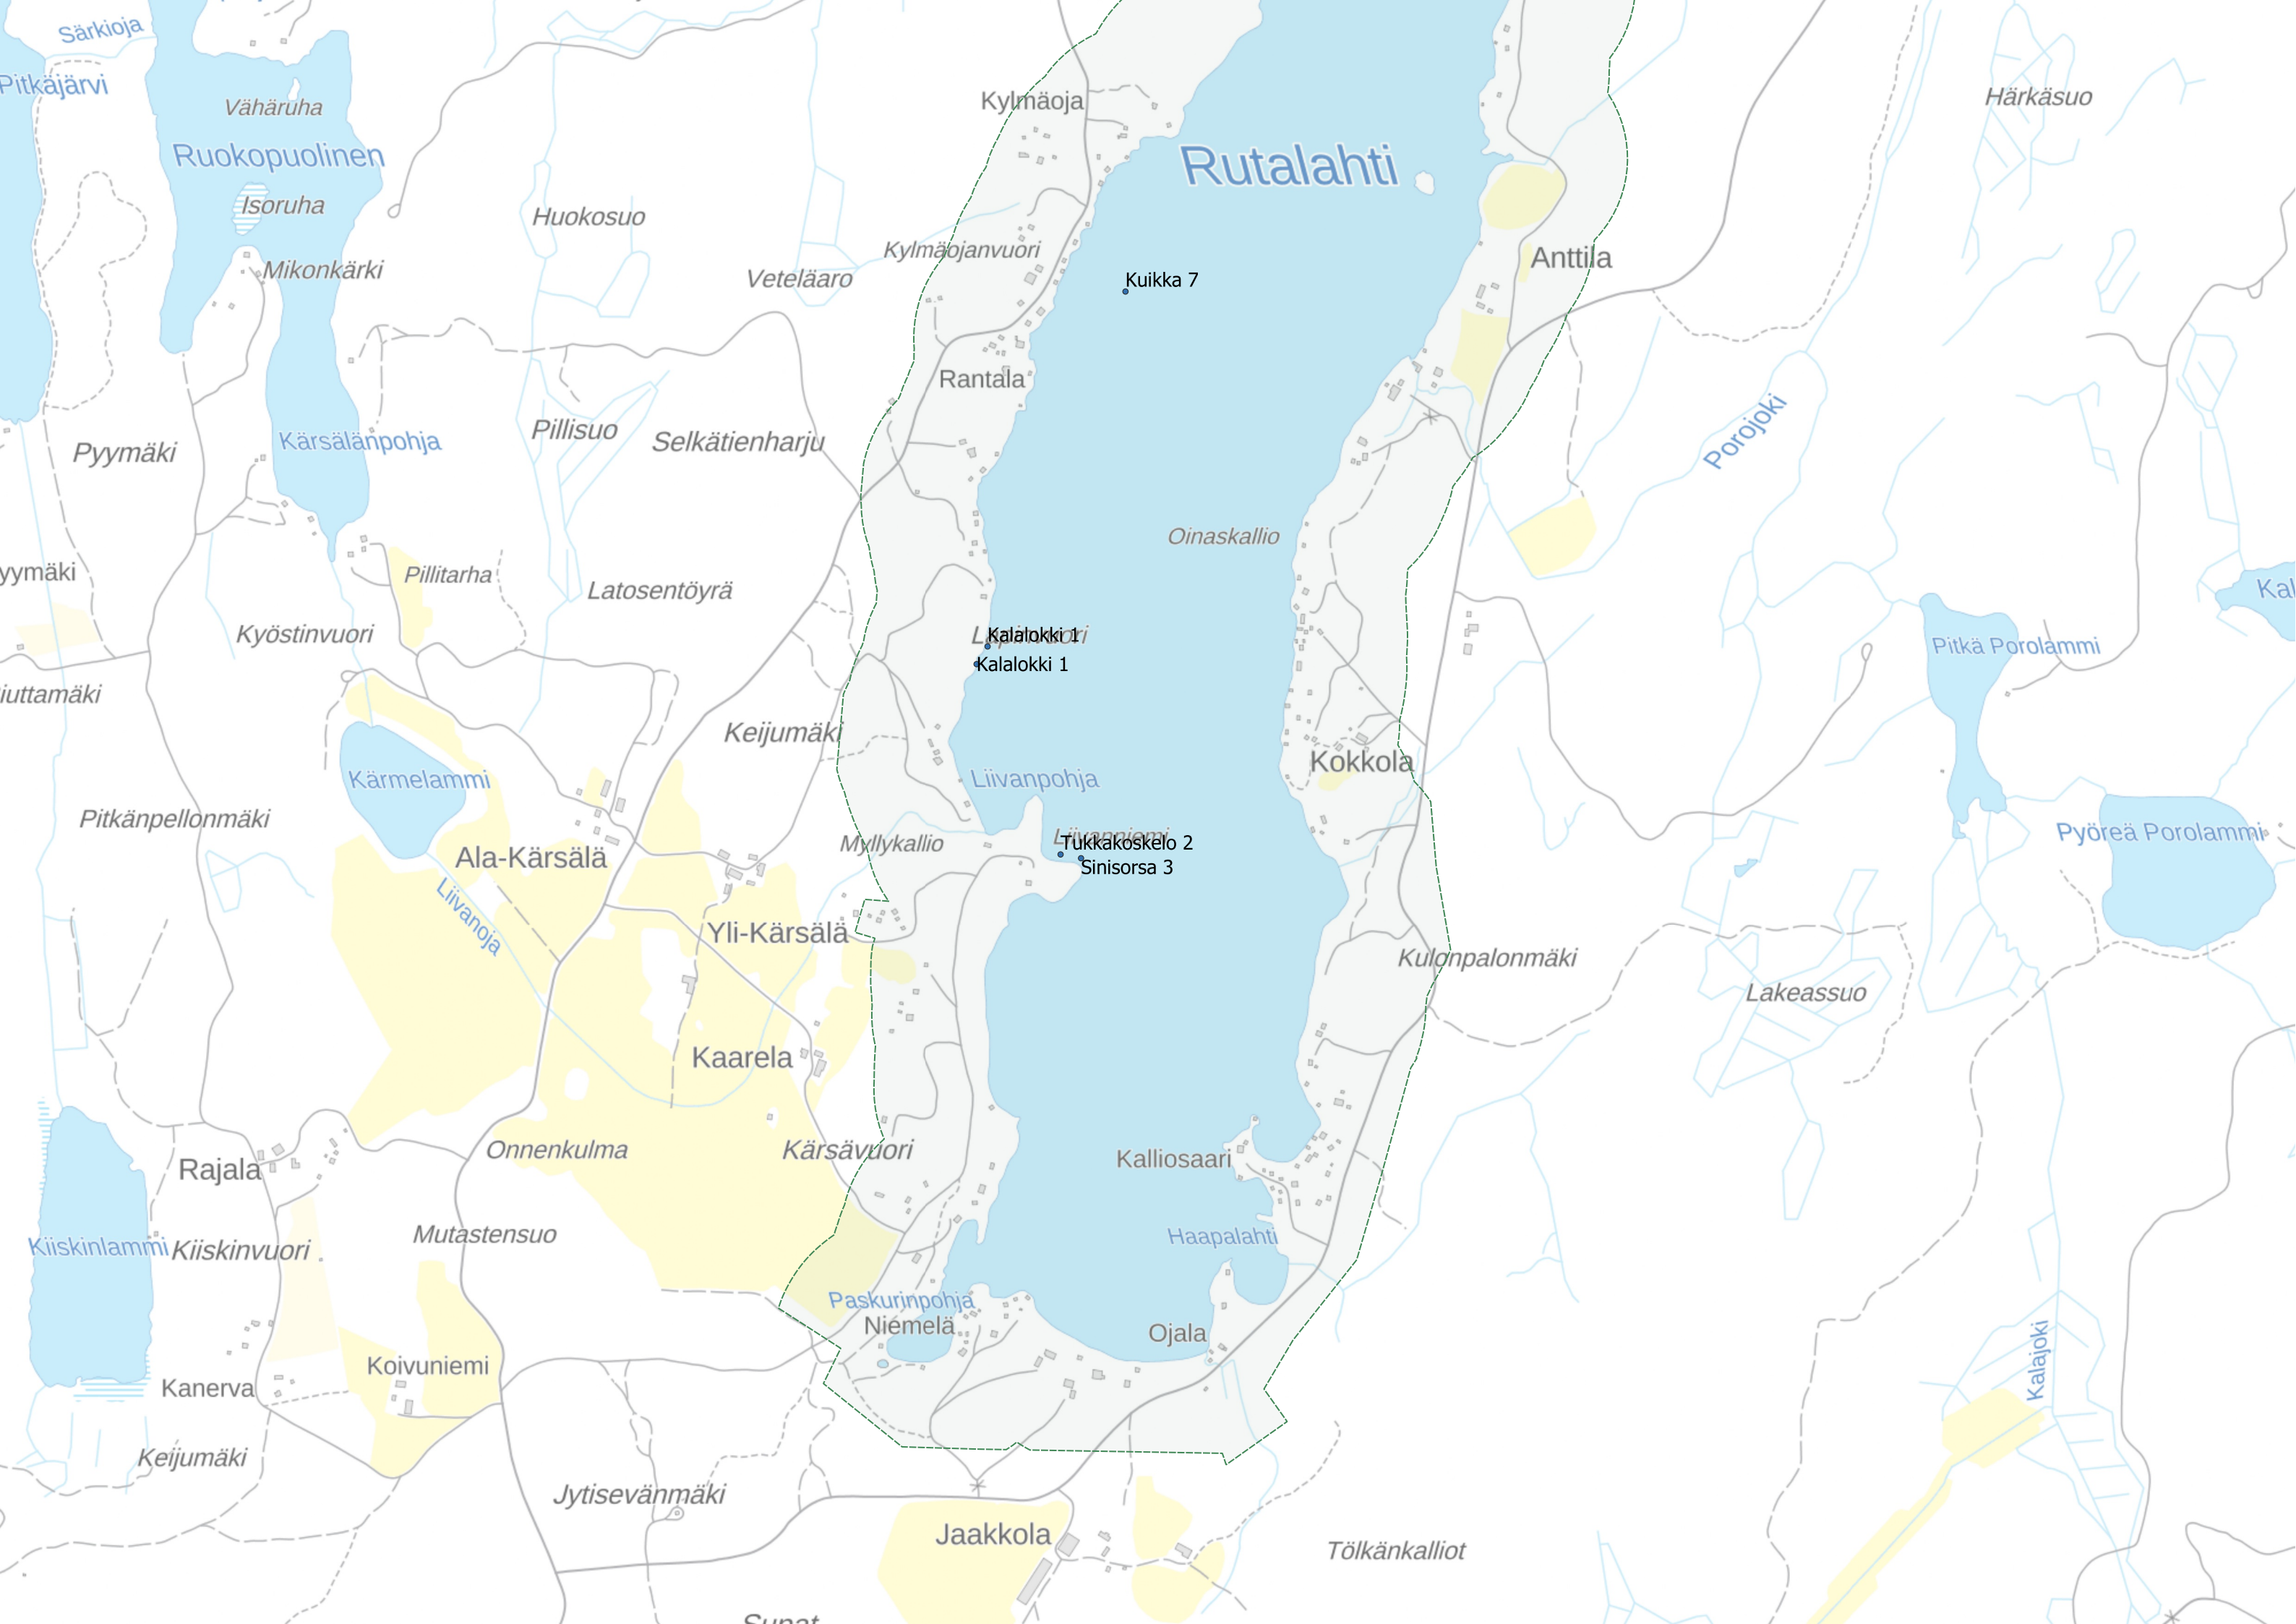 Särkioja
Pitkäjärvi
Vähäruha
Ruokopuolinen
Isoruha
Mikonkärki
Huokosuo
Veteläaro
Kylmäoja
Kylmäojanvuori
Rutalahti
Kuikka 7
Anttila
Härkäsuo
Rantala
Pyymäki
Kärsälänpohja
Pillisuo
Selkätienharju
Porojoki
Oinaskallio
yymäki
Pillitarha
Latosentöyrä
Kyöstinvuori
Kalalokki 1
Kalalokki 1
Pitkä Porolammi
Kal
iuttamäki
Keijumäki
Kokkola
Kärmelammi
Liivanpohja
Pitkänpellonmäki
Myllykallio
Liivanniemi
Tukkakoskelo 2
Sinisorsa 3
Pyöreä Porolammi
Ala-Kärsälä
Liivanoja
Yli-Kärsälä
Kulonpalonmäki
Lakeassuo
Kaarela
Onnenkulma
Kärsävuori
Kalliosaari
Rajala
Mutastensuo
Haapalahti
Kiiskinlammi
Kiiskinvuori
Paskurinpohja
Niemelä
Ojala
Kalajoki
Koivuniemi
Kanerva
Keijumäki
Jytisevänmäki
Jaakkola
Tölkänkalliot